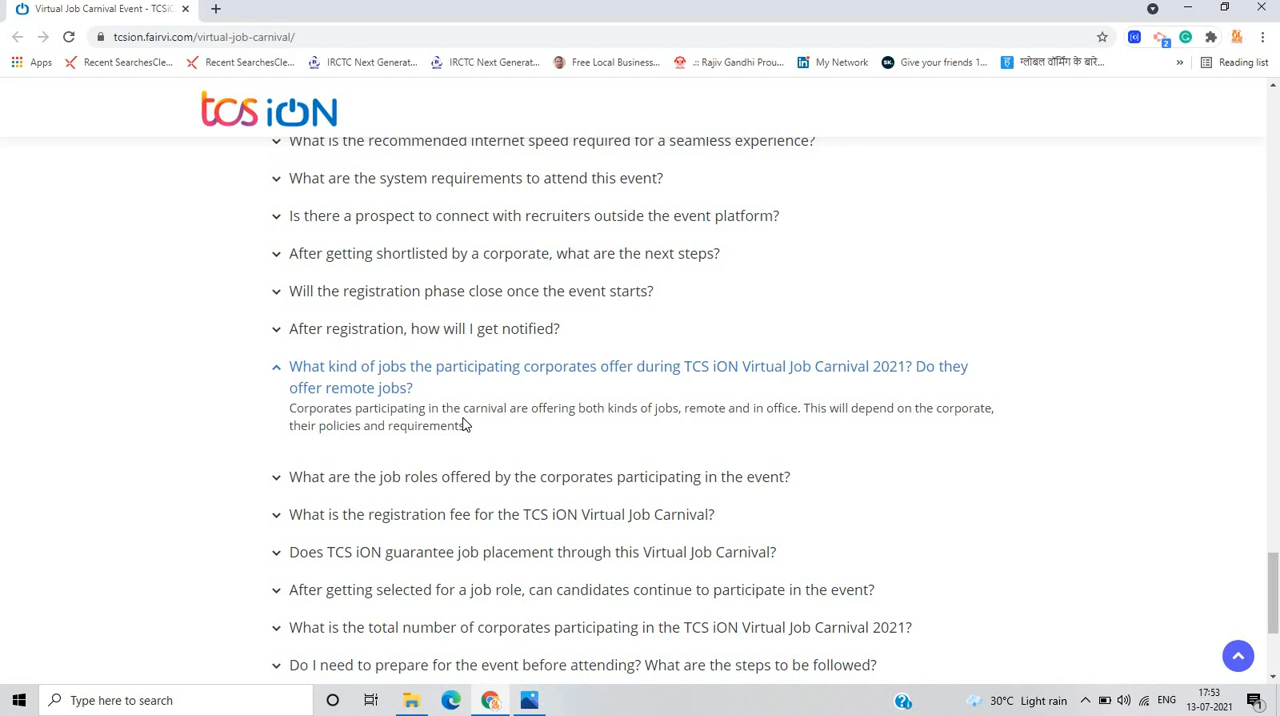 Virtual Job Carnival Event - TCSiC
tcsion.fairvi.com/virtual-job-carnival/
2
Apps
Recent SearchesCle...
Recent SearchesCle...
IRCTC Next Generat...
IRCTC Next Generat...
Free Local Business...
.:: Rajiv Gandhi Prou...
My Network
SK
Give your friends 1...
हि
ग्लोबल वॉर्मिंग के बारे...
»
Reading list
tcs iON
What is the recommended internet speed required for a seamless experience?
What are the system requirements to attend this event?
Is there a prospect to connect with recruiters outside the event platform?
After getting shortlisted by a corporate, what are the next steps?
Will the registration phase close once the event starts?
After registration, how will I get notified?
What kind of jobs the participating corporates offer during TCS iON Virtual Job Carnival 2021? Do they
offer remote jobs?
Corporates participating in the carnival are offering both kinds of jobs, remote and in office. This will depend on the corporate,
their policies and requirements.
What are the job roles offered by the corporates participating in the event?
What is the registration fee for the TCS iON Virtual Job Carnival?
Does TCS iON guarantee job placement through this Virtual Job Carnival?
After getting selected for a job role, can candidates continue to participate in the event?
What is the total number of corporates participating in the TCS iON Virtual Job Carnival 2021?
Do I need to prepare for the event before attending? What are the steps to be followed?
Type here to search
30°C Light rain
ENG
17:53
13-07-2021
1